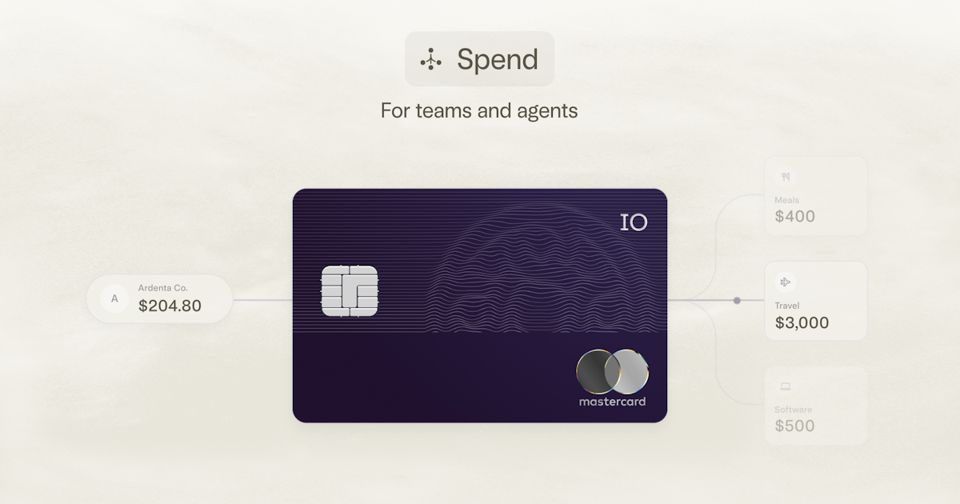 Spend
For teams and agents
IO
mastercard
A
Ardenta Co.
$204.80
Meals
$400
Travel
$3,000
Software
$500